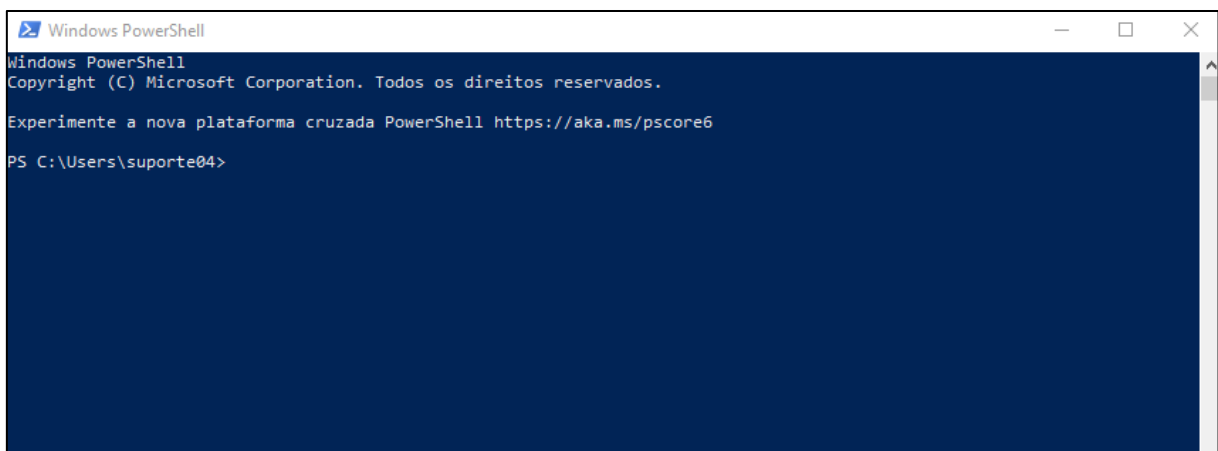 Windows PowerShell
Windows PowerShell
Copyright (C) Microsoft Corporation. Todos os direitos reservados.
Experimente a nova plataforma cruzada PowerShell https://aka.ms/pscore6
PS C:\Users\suporte04>